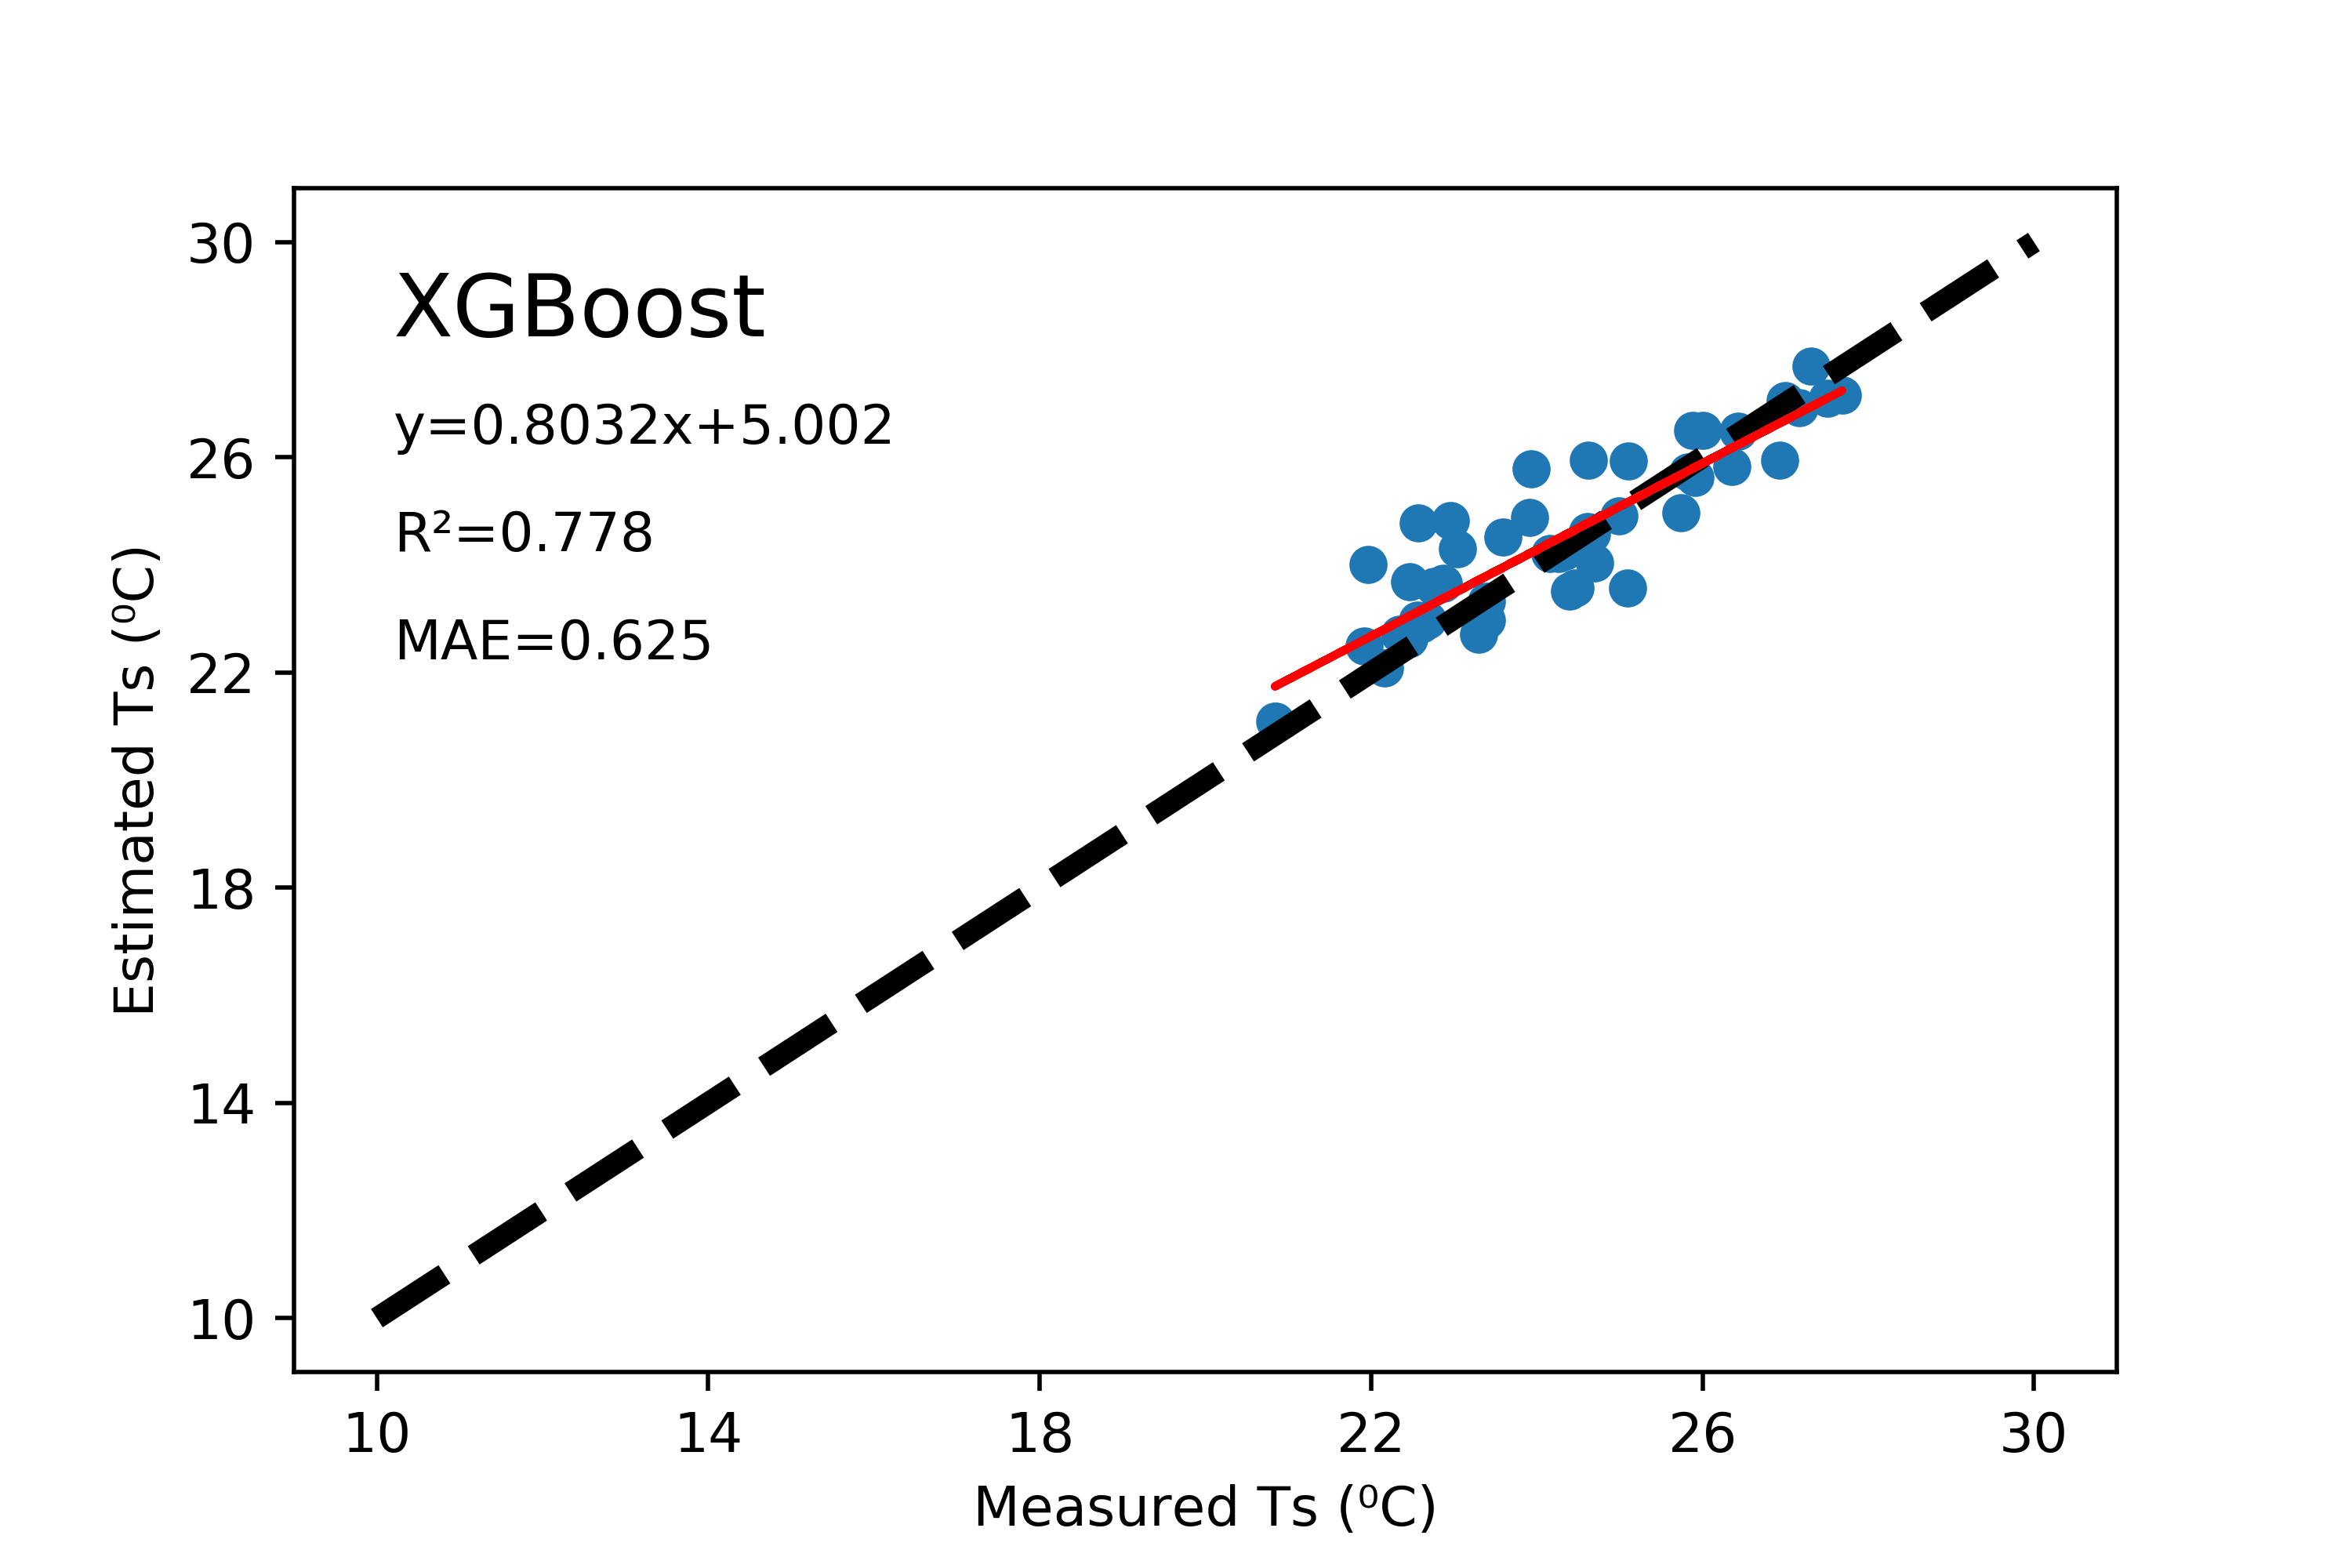 XGBoost
y=0.8032x+5.002
R²=0.778
MAE=0.625
30
26
22
18
14
10
Estimated Ts (⁰C)
10 14 18 22 26 30
Measured Ts (⁰C)